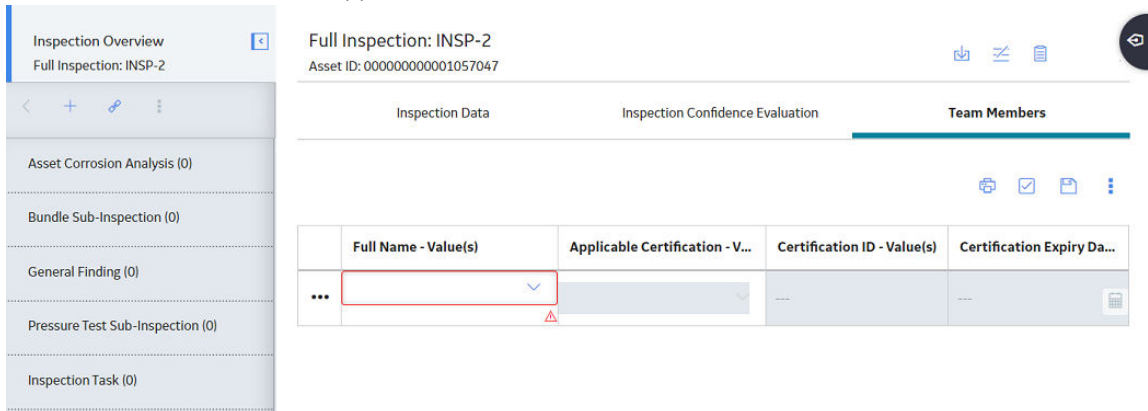 Inspection Overview
Full Inspection: INSP-2
Full Inspection: INSP-2
Asset ID: 000000000001057047
Inspection Data
Inspection Confidence Evaluation
Team Members
Asset Corrosion Analysis (0)
Bundle Sub-Inspection (0)
General Finding (0)
Pressure Test Sub-Inspection (0)
Inspection Task (0)
Full Name - Value(s)
Applicable Certification - V...
Certification ID - Value(s)
Certification Expiry Da...
---
---